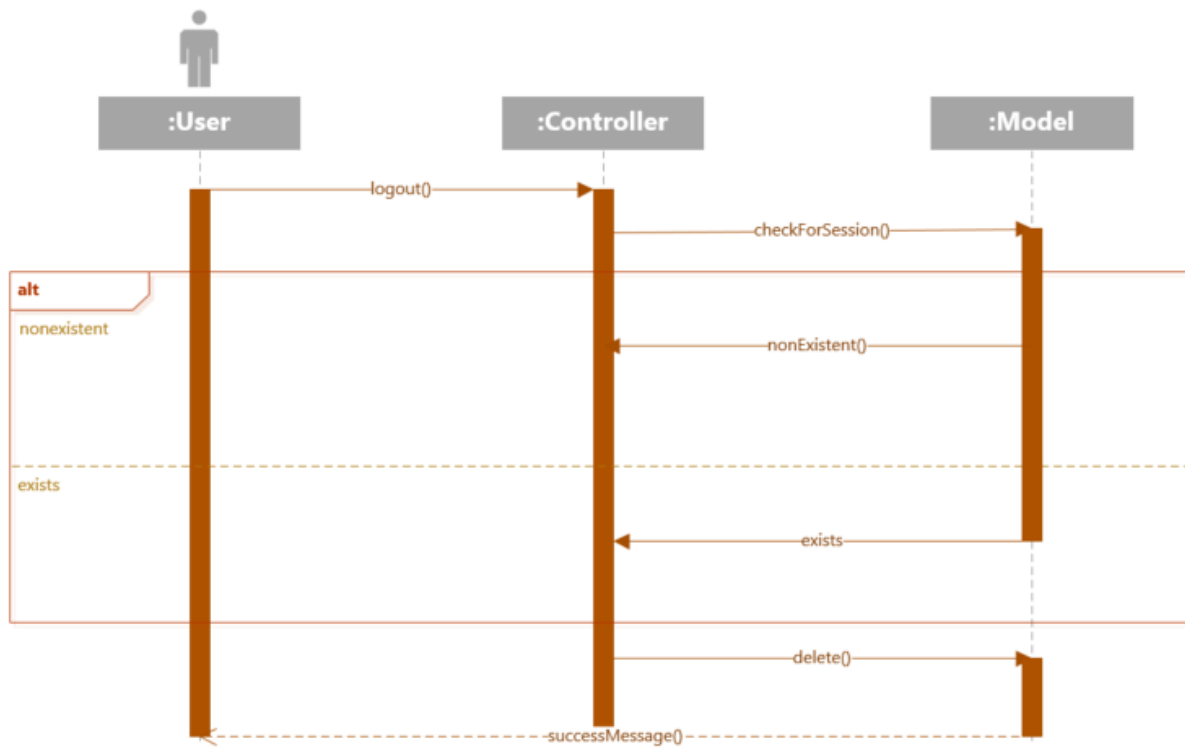 :User
:Controller
:Model
logout()
checkForSession()
alt
nonexistent
nonExistent()
exists
exists
delete()
successMessage()